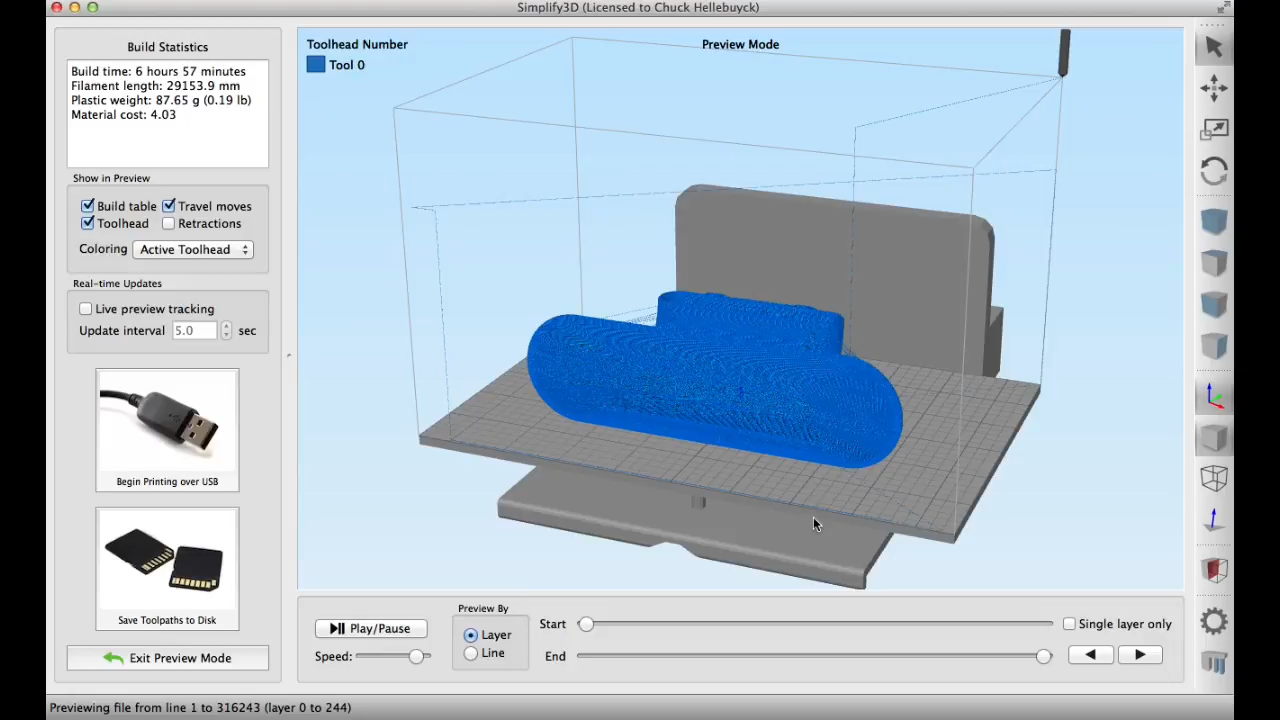 Simplify3D (Licensed to Chuck Hellebuyck)
Build Statistics
Build time: 6 hours 57 minutes
Filament length: 29153.9 mm
Plastic weight: 87.65 g (0.19 lb)
Material cost: 4.03
Show in Preview
Build table
Travel moves
Toolhead
Retractions
Coloring
Active Toolhead
Real-time Updates
Live preview tracking
Update interval
5.0
sec
Begin Printing over USB
Save Toolpaths to Disk
Exit Preview Mode
Toolhead Number
Tool 0
Preview Mode
Play/Pause
Speed:
Preview By
Layer
Line
Start
End
Single layer only
Previewing file from line 1 to 316243 (layer 0 to 244)